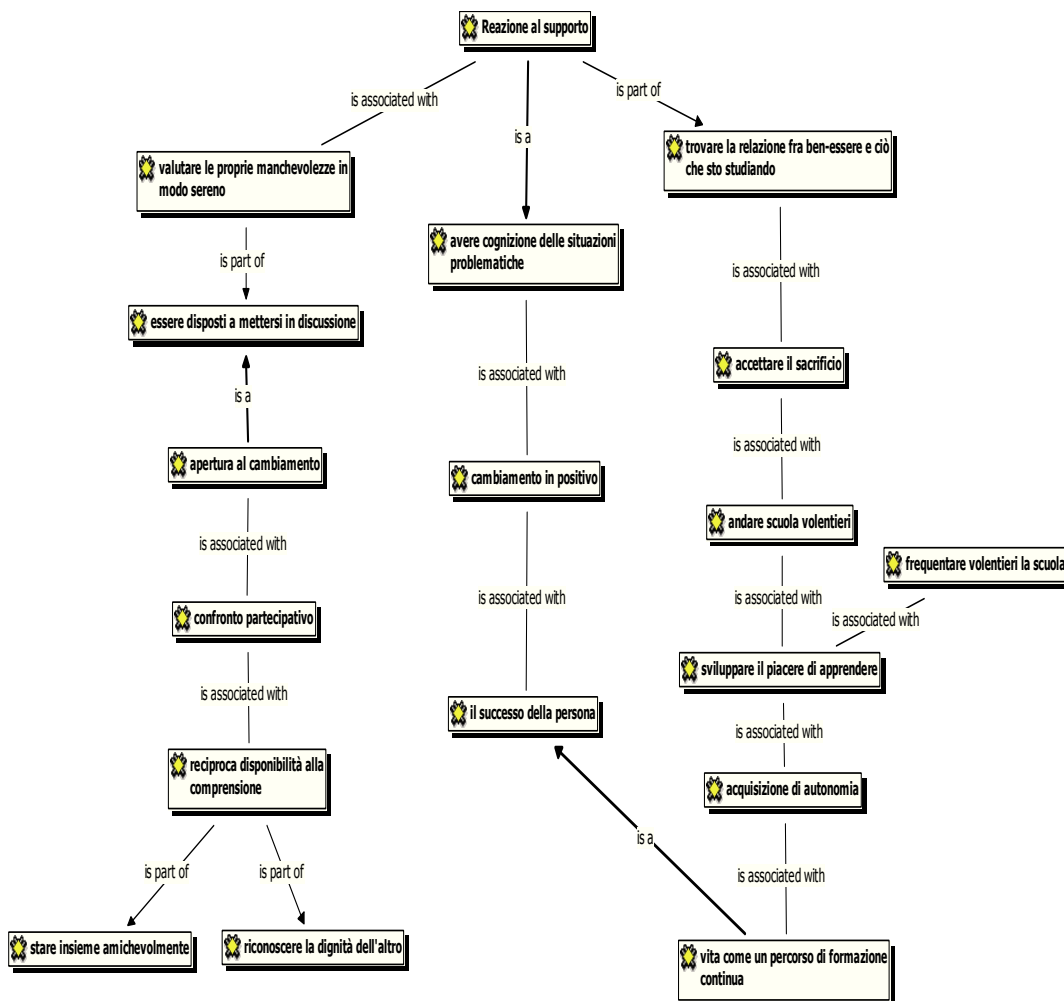 Reazione al supporto
is associated with
is a
is part of
valutare le proprie manchevolezze in
modo sereno
trovare la relazione fra ben-essere e ciò
che sto studiando
avere cognizione delle situazioni
problematiche
is part of
is associated with
essere disposti a mettersi in discussione
accettare il sacrificio
is a
is associated with
is associated with
apertura al cambiamento
cambiamento in positivo
andare scuola volentieri
is associated with
frequentare volentieri la scuola
is associated with
is associated with
is associated with
confronto partecipativo
sviluppare il piacere di apprendere
is associated with
il successo della persona
is associated with
reciproca disponibilità alla
comprensione
acquisizione di autonomia
is a
is part of
is part of
is associated with
stare insieme amichevolmente
riconoscere la dignità dell'altro
vita come un percorso di formazione
continua